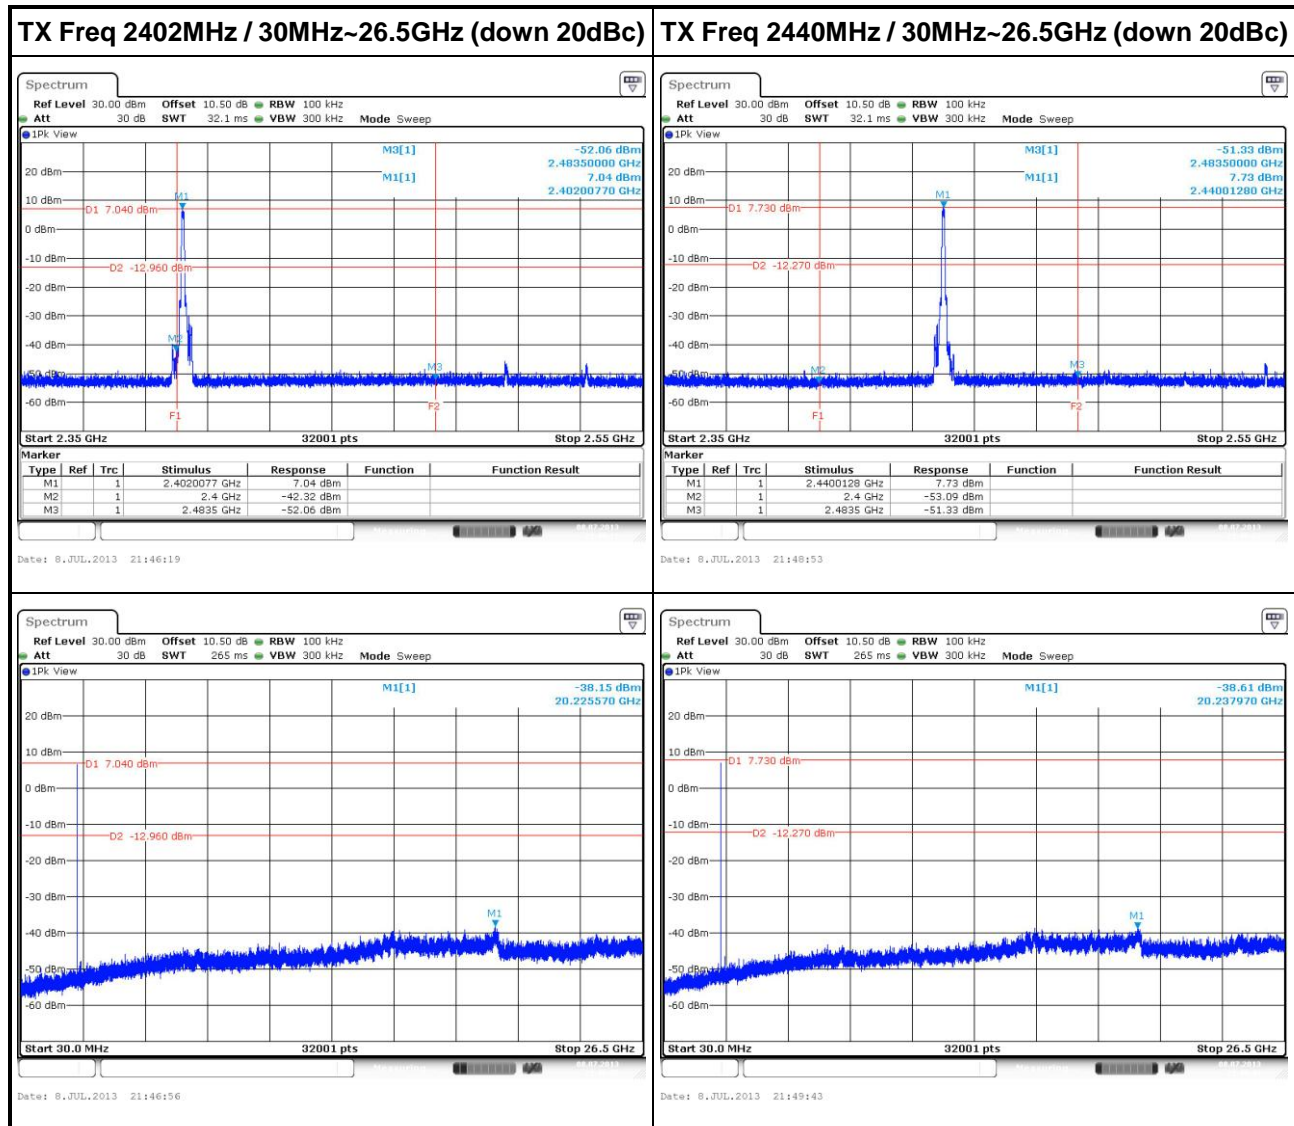 TX Freq 2402MHz / 30MHz~26.5GHz (down 20dBc)
TX Freq 2440MHz / 30MHz~26.5GHz (down 20dBc)
Spectrum
Ref Level 30.00 dBm Offset 10.50 dB RBW 100 kHz
Att 30 dB SWT 32.1 ms VBW 300 kHz Mode Sweep
1Pk View
M3[1] -52.06 dBm
2.48350000 GHz
20 dBm
M1[1] 7.04 dBm
2.40200770 GHz
10 dBm
M1
D1 7.040 dBm
0 dBm
-10 dBm
D2 -12.960 dBm
-20 dBm
-30 dBm
-40 dBm
M2
M3
-50 dBm
-60 dBm
F1
F2
Start 2.35 GHz 32001 pts Stop 2.55 GHz
Marker
Type Ref Trc Stimulus Response Function Function Result
M1 1 2.4020077 GHz 7.04 dBm
M2 1 2.4 GHz -42.32 dBm
M3 1 2.4835 GHz -52.06 dBm
Date: 8.JUL.2013 21:46:19
Spectrum
Ref Level 30.00 dBm Offset 10.50 dB RBW 100 kHz
Att 30 dB SWT 32.1 ms VBW 300 kHz Mode Sweep
1Pk View
M3[1] -51.33 dBm
2.48350000 GHz
20 dBm
M1[1] 7.73 dBm
2.44001280 GHz
10 dBm
M1
D1 7.730 dBm
0 dBm
-10 dBm
D2 -12.270 dBm
-20 dBm
-30 dBm
-40 dBm
M2
M3
-50 dBm
-60 dBm
F1
F2
Start 2.35 GHz 32001 pts Stop 2.55 GHz
Marker
Type Ref Trc Stimulus Response Function Function Result
M1 1 2.4400128 GHz 7.73 dBm
M2 1 2.4 GHz -53.09 dBm
M3 1 2.4835 GHz -51.33 dBm
Date: 8.JUL.2013 21:48:53
Spectrum
Ref Level 30.00 dBm Offset 10.50 dB RBW 100 kHz
Att 30 dB SWT 265 ms VBW 300 kHz Mode Sweep
1Pk View
M1[1] -38.15 dBm
20.225570 GHz
20 dBm
10 dBm
D1 7.040 dBm
0 dBm
-10 dBm
D2 -12.960 dBm
-20 dBm
-30 dBm
M1
-40 dBm
-50 dBm
-60 dBm
Start 30.0 MHz 32001 pts Stop 26.5 GHz
Date: 8.JUL.2013 21:46:56
Spectrum
Ref Level 30.00 dBm Offset 10.50 dB RBW 100 kHz
Att 30 dB SWT 265 ms VBW 300 kHz Mode Sweep
1Pk View
M1[1] -38.61 dBm
20.237970 GHz
20 dBm
10 dBm
D1 7.730 dBm
0 dBm
-10 dBm
D2 -12.270 dBm
-20 dBm
-30 dBm
M1
-40 dBm
-50 dBm
-60 dBm
Start 30.0 MHz 32001 pts Stop 26.5 GHz
Date: 8.JUL.2013 21:49:43